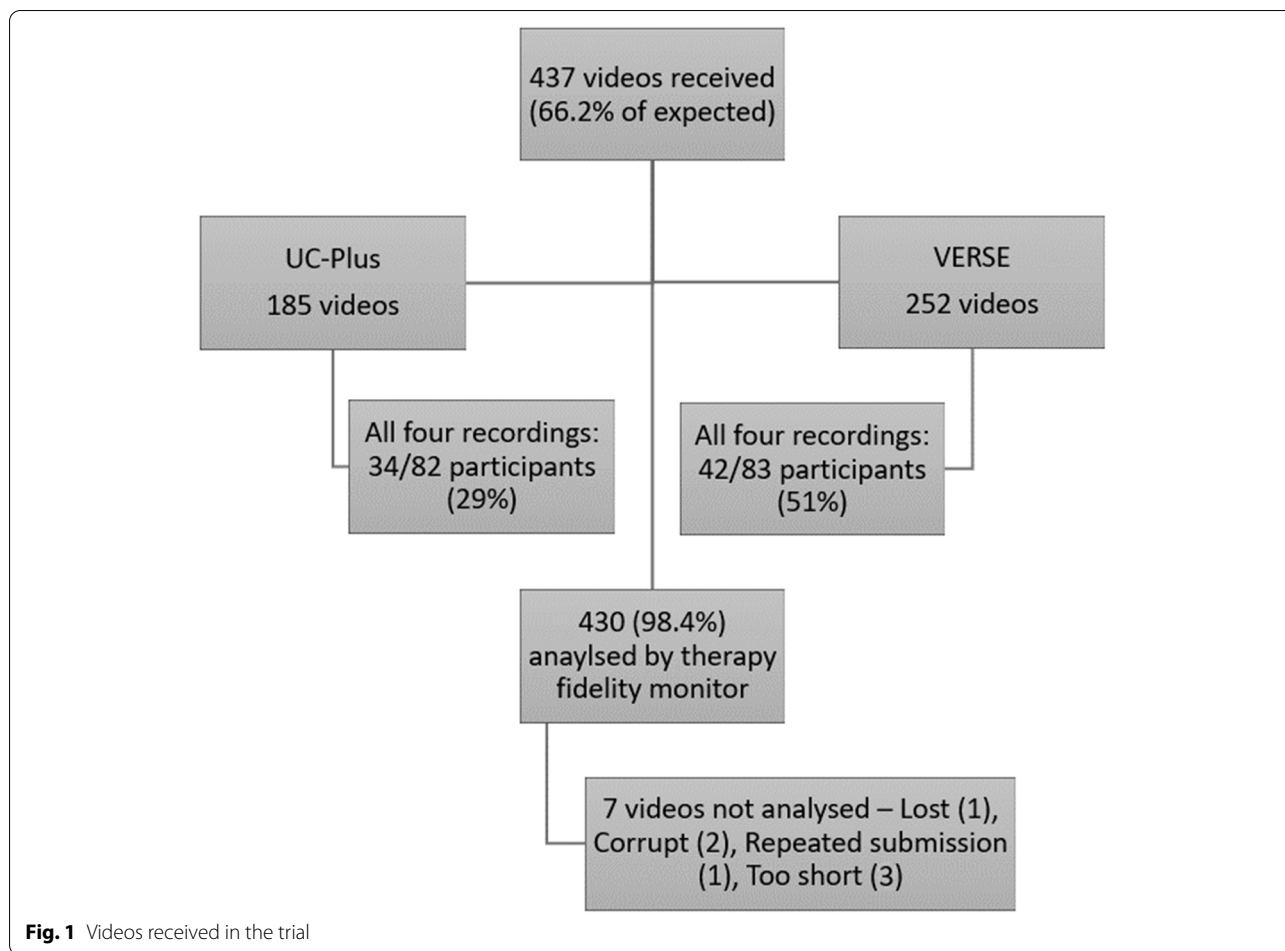 437 videos received
(66.2% of expected)
UC-Plus
185 videos
VERSE
252 videos
All four recordings:
34/82 participants
(29%)
All four recordings:
42/83 participants
(51%)
430 (98.4%)
anaylsed by therapy
fidelity monitor
7 videos not analysed – Lost (1),
Corrupt (2), Repeated submission
(1), Too short (3)
Fig. 1 Videos received in the trial